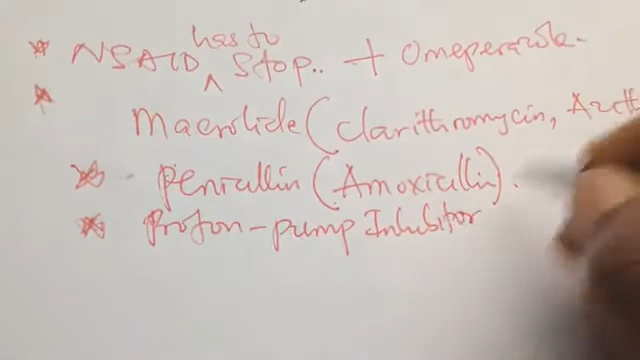 * NSAID has to stop.. + Omeperazole.
* Macrolide (clarithromycin,
* Penicillin (Amoxicillin).
* Proton-pump Inhibitor